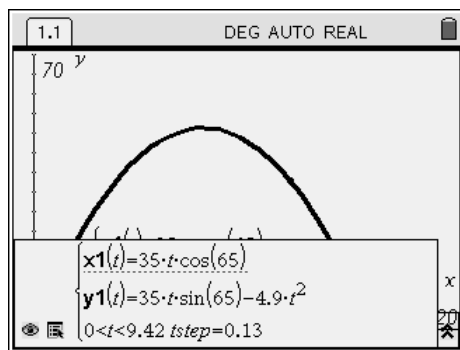 1.1 DEG AUTO REAL
70 y
x1(t)=35·t·cos(65)
y1(t)=35·t·sin(65)−4.9·t²
0<t<9.42 tstep=0.13
x
20